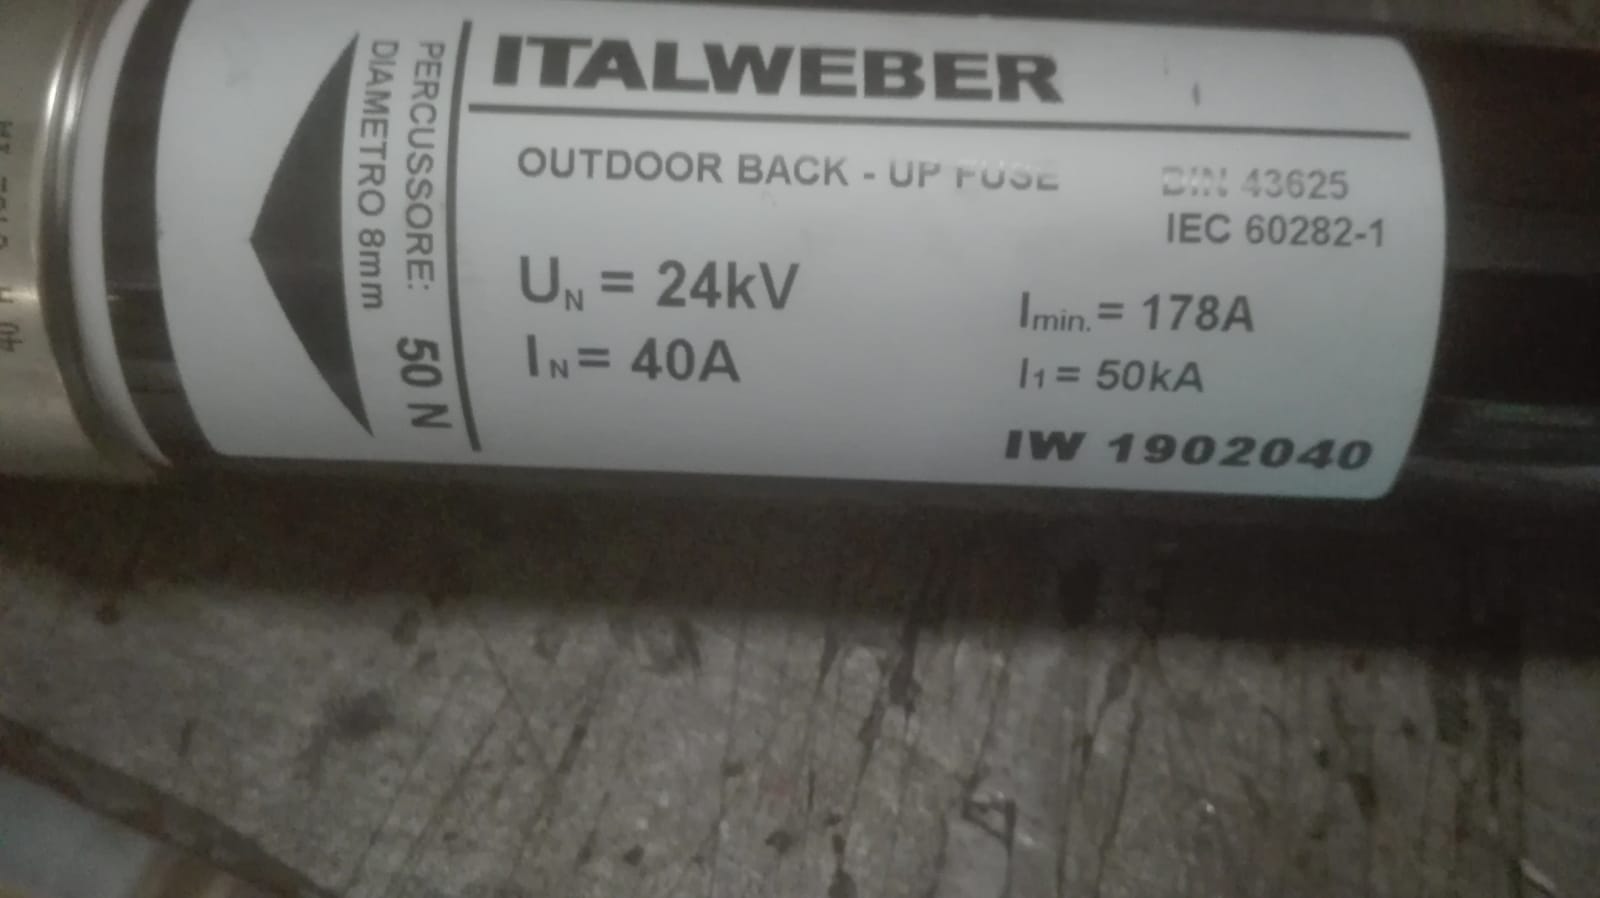 ITALWEBER
OUTDOOR BACK - UP FUSE
DIN 43625
IEC 60282-1
UN = 24kV
IN = 40A
Imin. = 178A
I1 = 50kA
IW 1902040
PERCUSSORE: 50 N
DIAMETRO 8mm